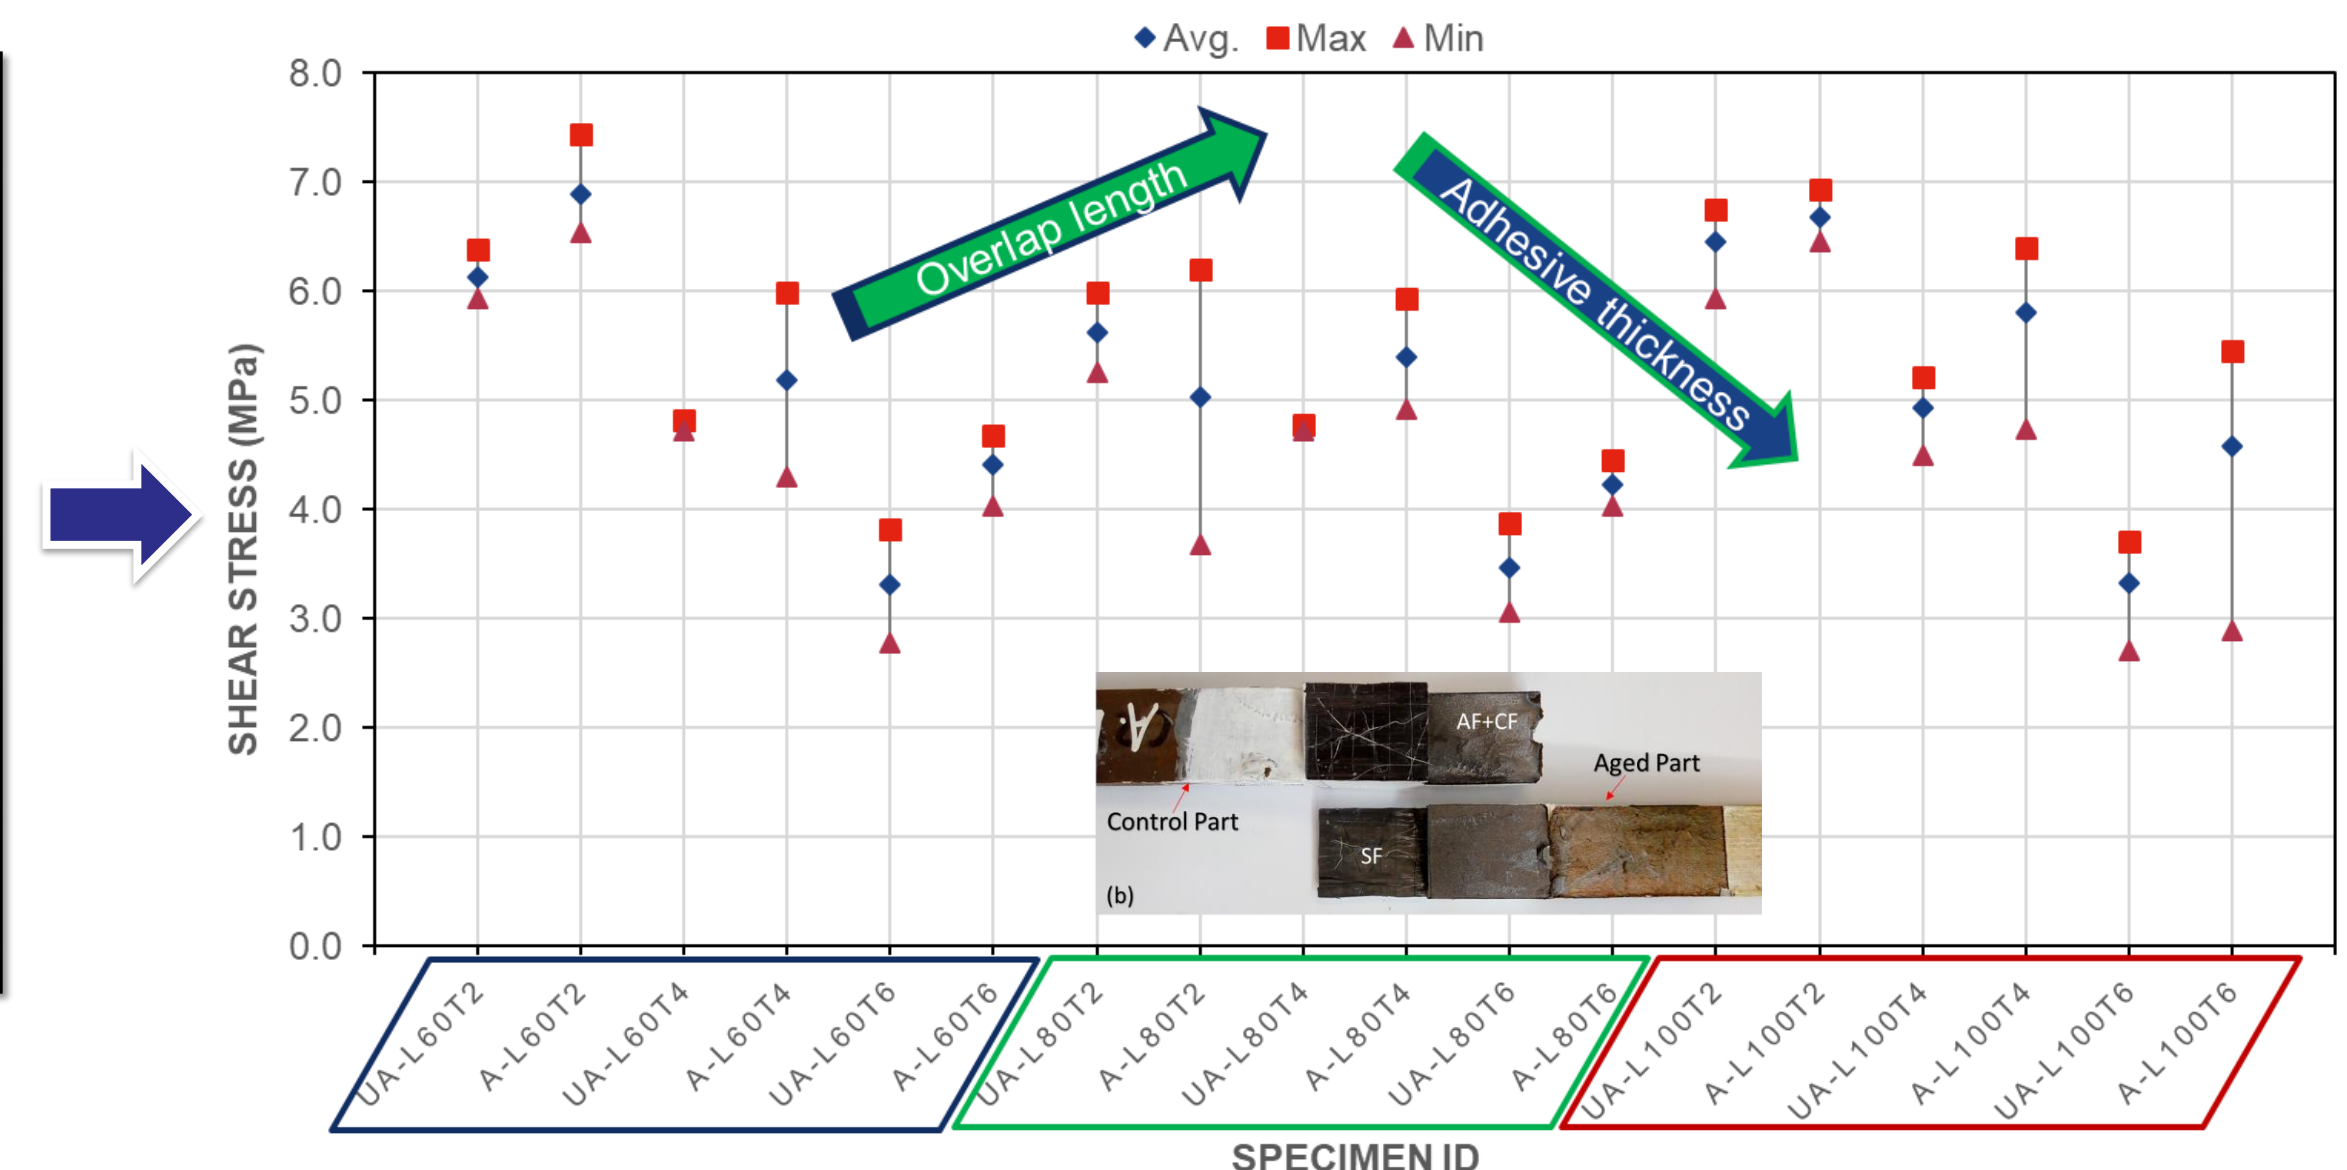 Avg. Max Min
8.0
7.0
6.0
5.0
4.0
3.0
2.0
1.0
0.0
SHEAR STRESS (MPa)
Overlap length
Adhesive thickness
AF+CF
Aged Part
Control Part
SF
(b)
UA-L60T2
A-L60T2
UA-L60T4
A-L60T4
UA-L60T6
A-L60T6
UA-L80T2
A-L80T2
UA-L80T4
A-L80T4
UA-L80T6
A-L80T6
UA-L100T2
A-L100T2
UA-L100T4
A-L100T4
UA-L100T6
A-L100T6
SPECIMEN ID